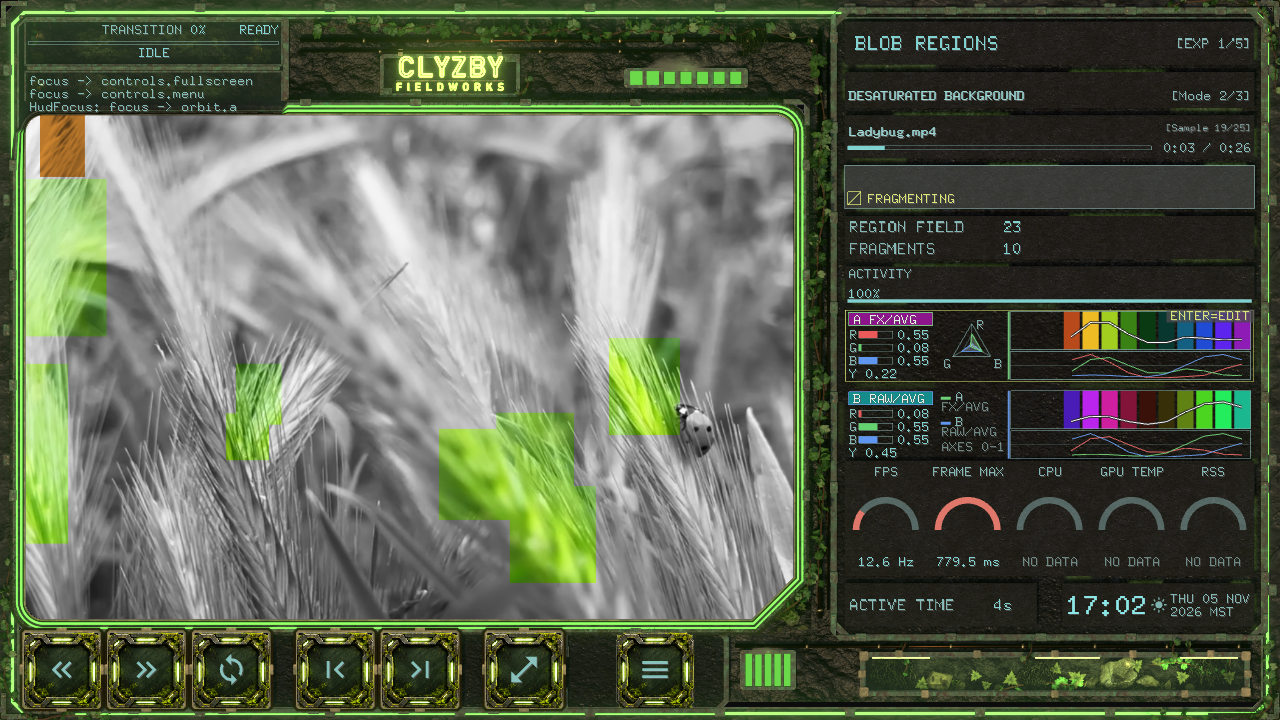 TRANSITION 0% READY
IDLE
focus -> controls.fullscreen
focus -> controls.menu
HudFocus: focus -> orbit.a
CLYZBY
FIELDWORKS
BLOB REGIONS [EXP 1/5]
DESATURATED BACKGROUND [Mode 2/3]
Ladybug.mp4 [Sample 19/25]
0:03 / 0:26
FRAGMENTING
REGION FIELD 23
FRAGMENTS 10
ACTIVITY
100%
A FX/AVG ENTER=EDIT
R 0.55
G 0.08
B 0.55
Y 0.22
R
G B
B RAW/AVG
R 0.08
G 0.55
B 0.55
Y 0.45
A
FX/AVG
B
RAW/AVG
AXES 0-1
FPS FRAME MAX CPU GPU TEMP RSS
12.6 Hz 779.5 ms NO DATA NO DATA NO DATA
ACTIVE TIME 4s
17:02 THU 05 NOV
2026 MST